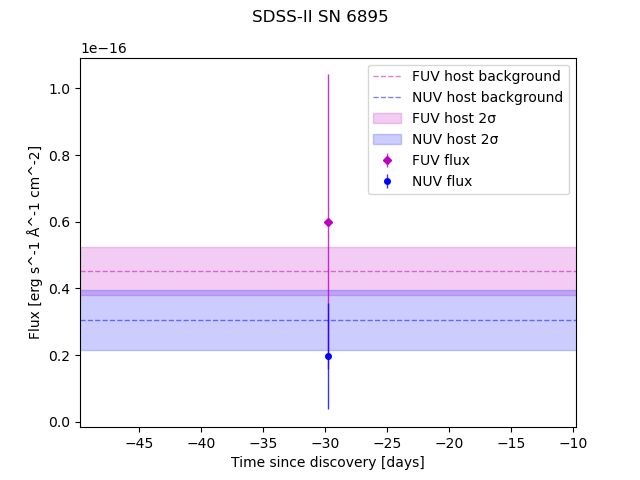 SDSS-II SN 6895
1e−16
FUV host background
NUV host background
FUV host 2σ
NUV host 2σ
FUV flux
NUV flux
1.0
0.8
0.6
0.4
0.2
0.0
Flux [erg s^-1 Å^-1 cm^-2]
−45 −40 −35 −30 −25 −20 −15 −10
Time since discovery [days]